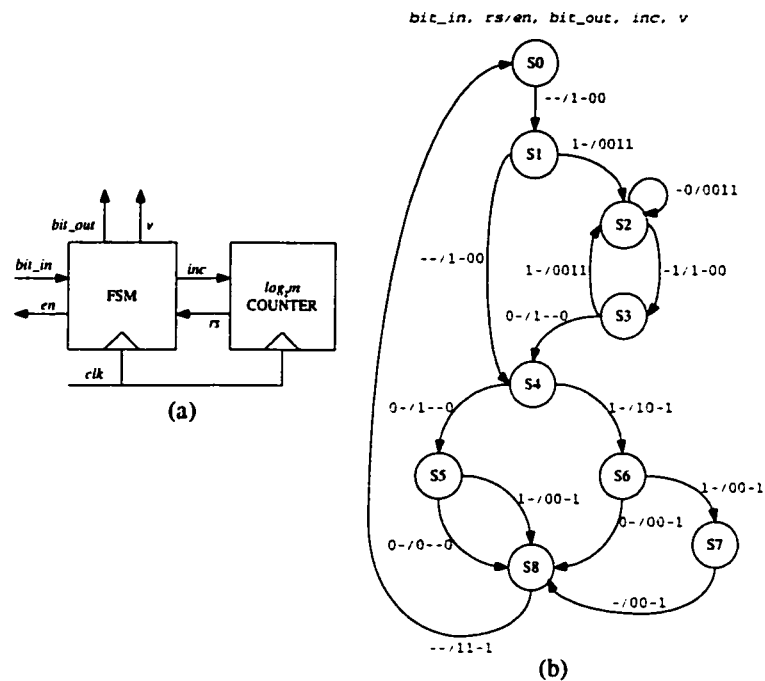 bit_in, rs/en, bit_out, inc, v
S0
--/1-00
S1
1-/0011
-0/0011
S2
--/1-00
1-/0011
-1/1-00
S3
0-/1--0
S4
0-/1--0
1-/10-1
S5
S6
1-/00-1
1-/00-1
0-/0--0
0-/00-1
S7
S8
-/00-1
--/11-1
(b)
bit_out
v
bit_in
FSM
inc
log₂m
COUNTER
en
rs
clk
(a)